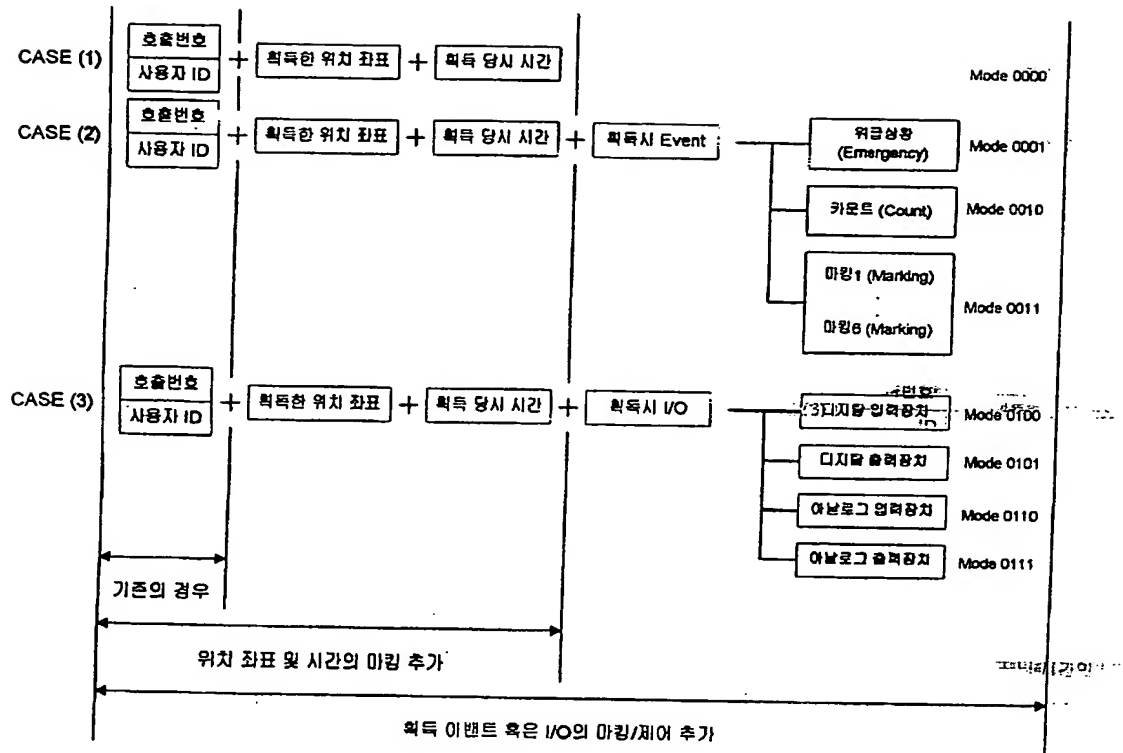 CASE (1)
호출번호
사용자 ID
+
획득한 위치 좌표
+
획득 당시 시간
Mode 0000
CASE (2)
호출번호
사용자 ID
+
획득한 위치 좌표
+
획득 당시 시간
+
획득시 Event
위급상황
(Emergency)
Mode 0001
카운트 (Count)
Mode 0010
마킹1 (Marking)
마킹6 (Marking)
Mode 0011
CASE (3)
호출번호
사용자 ID
+
획득한 위치 좌표
+
획득 당시 시간
+
획득시 I/O
디지탈 입력장치
Mode 0100
디지탈 출력장치
Mode 0101
아날로그 입력장치
Mode 0110
아날로그 출력장치
Mode 0111
기존의 경우
위치 좌표 및 시간의 마킹 추가
획득 이벤트 혹은 I/O의 마킹/제어 추가